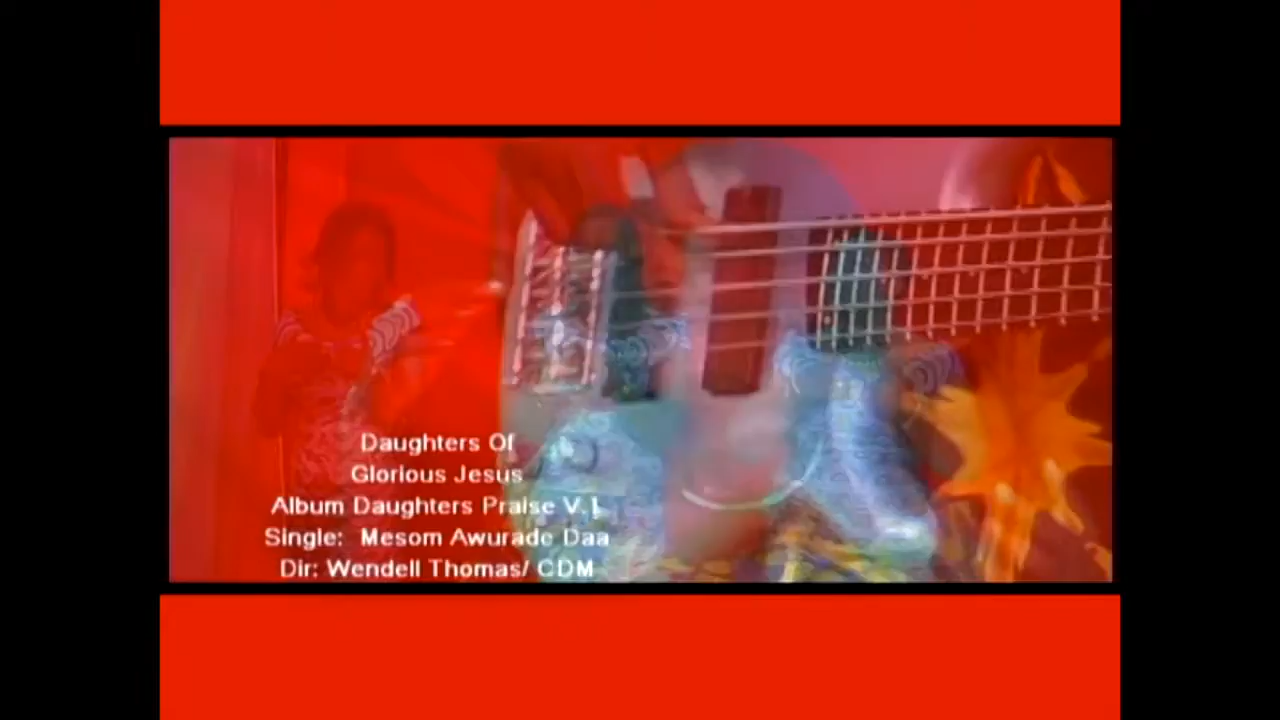 Daughters Of
Glorious Jesus
Album Daughters Praise V.1
Single: Mesom Awurade Daa
Dir: Wendell Thomas/ CDM